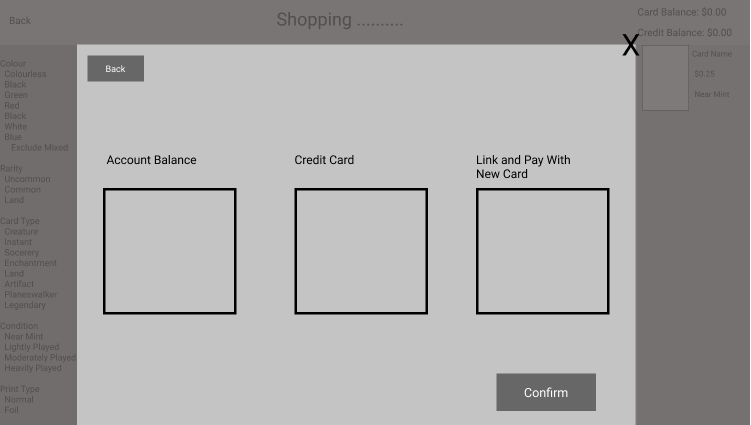 Back
Shopping .........
Card Balance: $0.00
Credit Balance: $0.00
X
Card Name
$0.25
Near Mint
Colour
Colourless
Black
Green
Red
Black
White
Blue
Exclude Mixed
Rarity
Uncommon
Common
Land
Card Type
Creature
Instant
Socerery
Enchantment
Land
Artifact
Planeswalker
Legendary
Condition
Near Mint
Lightly Played
Moderately Played
Heavily Played
Print Type
Normal
Foil
Back
Account Balance
Credit Card
Link and Pay With
New Card
Confirm